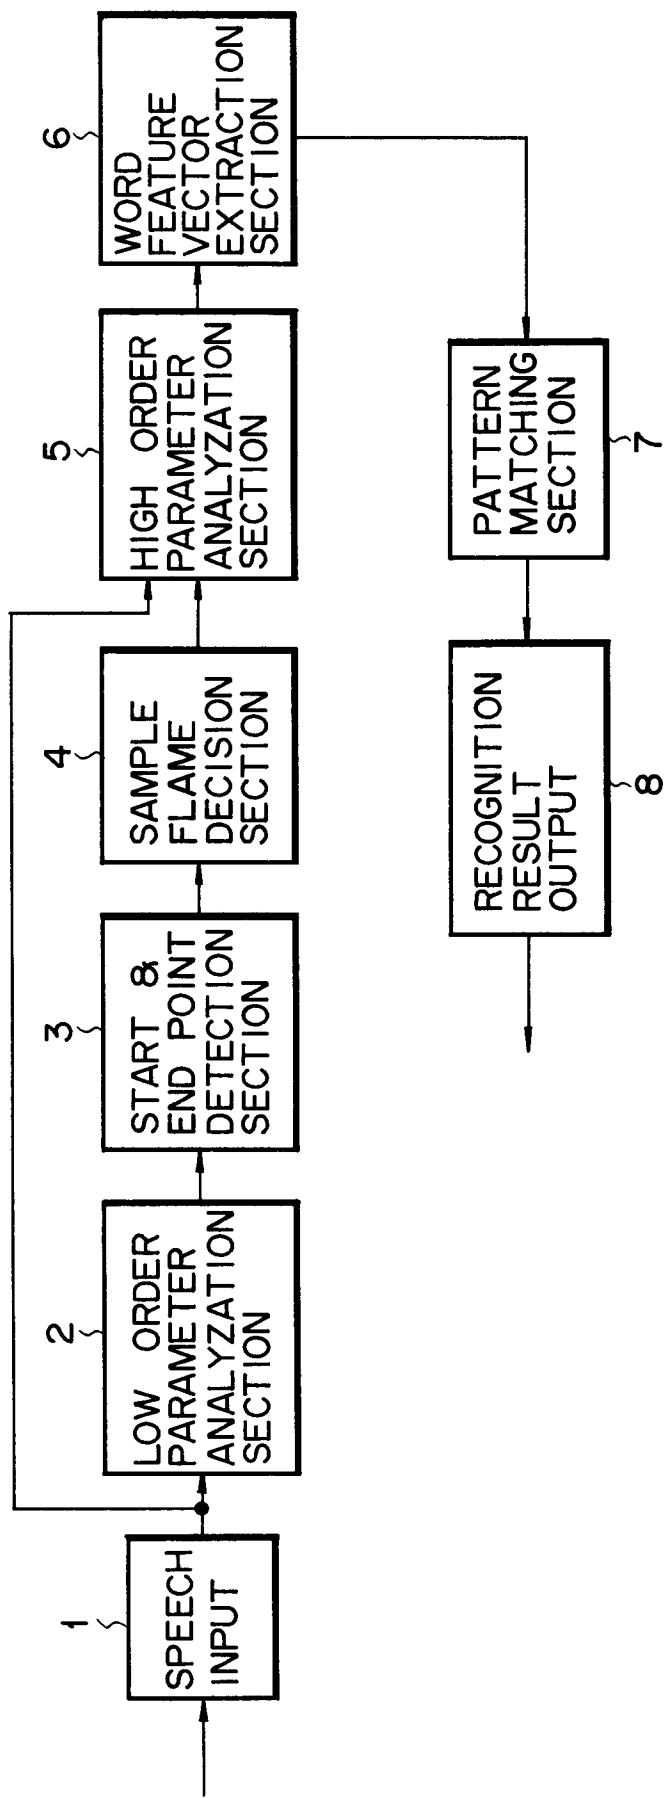 1
SPEECH
INPUT
2
LOW ORDER
PARAMETER
ANALYZATION
SECTION
3
START &
END POINT
DETECTION
SECTION
4
SAMPLE
FLAME
DECISION
SECTION
5
HIGH ORDER
PARAMETER
ANALYZATION
SECTION
6
WORD
FEATURE
VECTOR
EXTRACTION
SECTION
PATTERN
MATCHING
SECTION
7
RECOGNITION
RESULT
OUTPUT
8